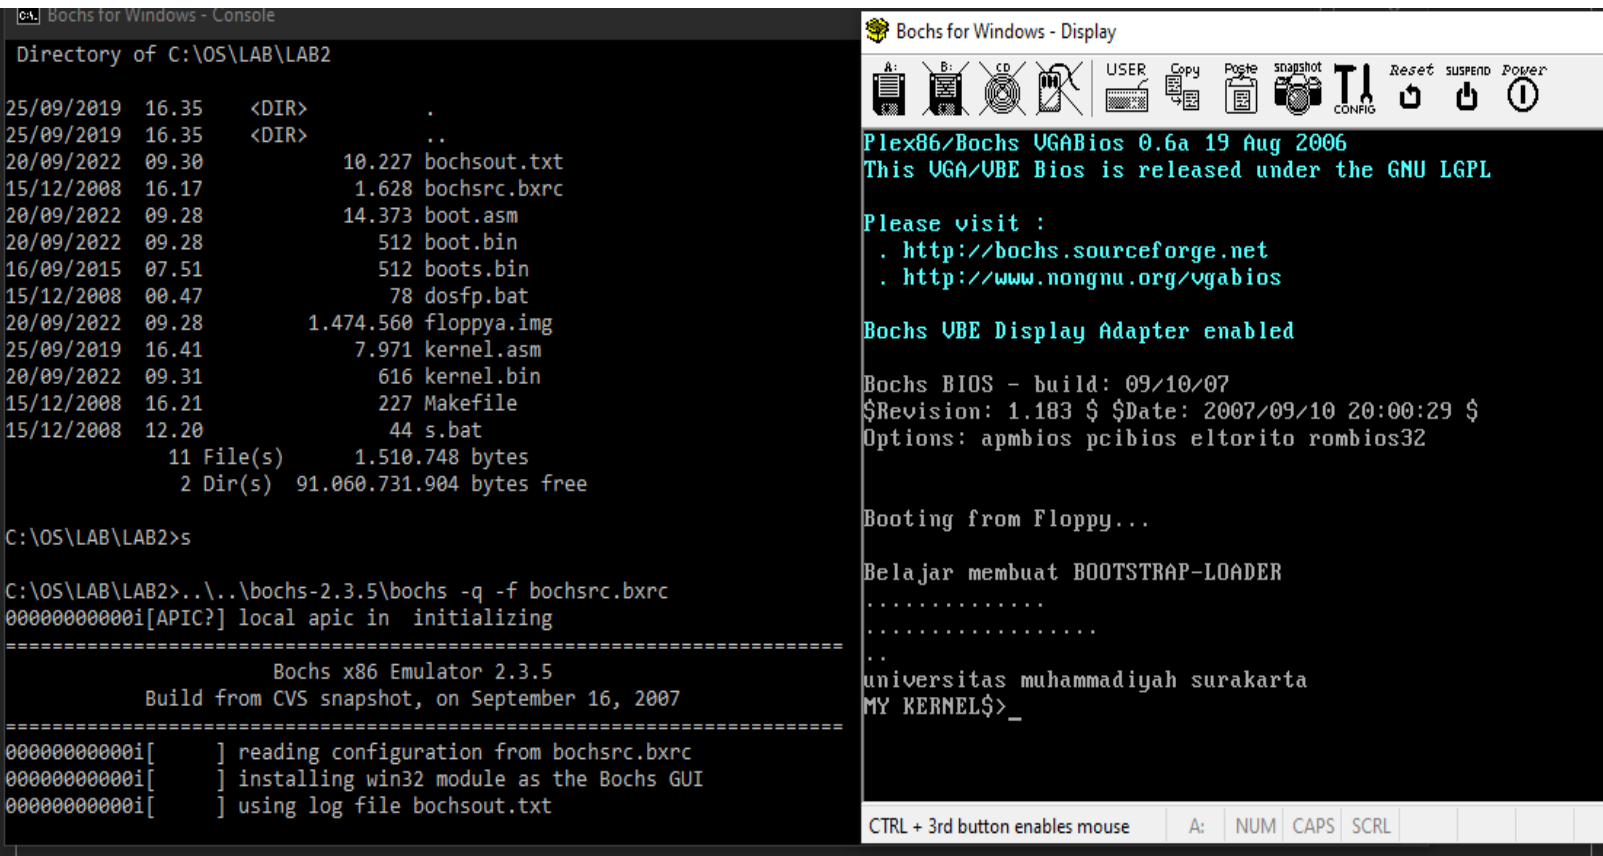 Bochs for Windows - Console
Directory of C:\OS\LAB\LAB2
25/09/2019  16.35    <DIR>          .
25/09/2019  16.35    <DIR>          ..
20/09/2022  09.30            10.227 bochsout.txt
15/12/2008  16.17             1.628 bochsrc.bxrc
20/09/2022  09.28            14.373 boot.asm
20/09/2022  09.28               512 boot.bin
16/09/2015  07.51               512 boots.bin
15/12/2008  00.47                78 dosfp.bat
20/09/2022  09.28         1.474.560 floppya.img
25/09/2019  16.41             7.971 kernel.asm
20/09/2022  09.31               616 kernel.bin
15/12/2008  16.21               227 Makefile
15/12/2008  12.20                44 s.bat
11 File(s)      1.510.748 bytes
2 Dir(s)  91.060.731.904 bytes free
C:\OS\LAB\LAB2>s
C:\OS\LAB\LAB2>..\..\bochs-2.3.5\bochs -q -f bochsrc.bxrc
00000000000i[APIC?] local apic in  initializing
========================================================================
Bochs x86 Emulator 2.3.5
Build from CVS snapshot, on September 16, 2007
========================================================================
00000000000i[     ] reading configuration from bochsrc.bxrc
00000000000i[     ] installing win32 module as the Bochs GUI
00000000000i[     ] using log file bochsout.txt
Bochs for Windows - Display
A: B: CD USER Copy Paste snapshot CONFIG Reset SUSPEND Power
Plex86/Bochs VGABios 0.6a 19 Aug 2006
This VGA/VBE Bios is released under the GNU LGPL
Please visit :
. http://bochs.sourceforge.net
. http://www.nongnu.org/vgabios
Bochs VBE Display Adapter enabled
Bochs BIOS - build: 09/10/07
$Revision: 1.183 $ $Date: 2007/09/10 20:00:29 $
Options: apmbios pcibios eltorito rombios32
Booting from Floppy...
Belajar membuat BOOTSTRAP-LOADER
..............
..................
..
universitas muhammadiyah surakarta
MY KERNEL$>_
CTRL + 3rd button enables mouse A: NUM CAPS SCRL